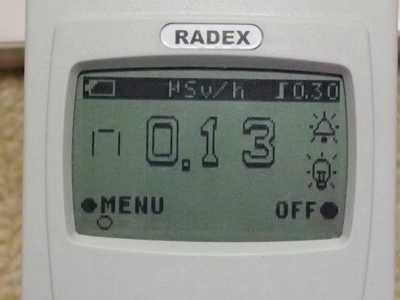 RADEX
µSv/h 0.30
0.13
MENU OFF